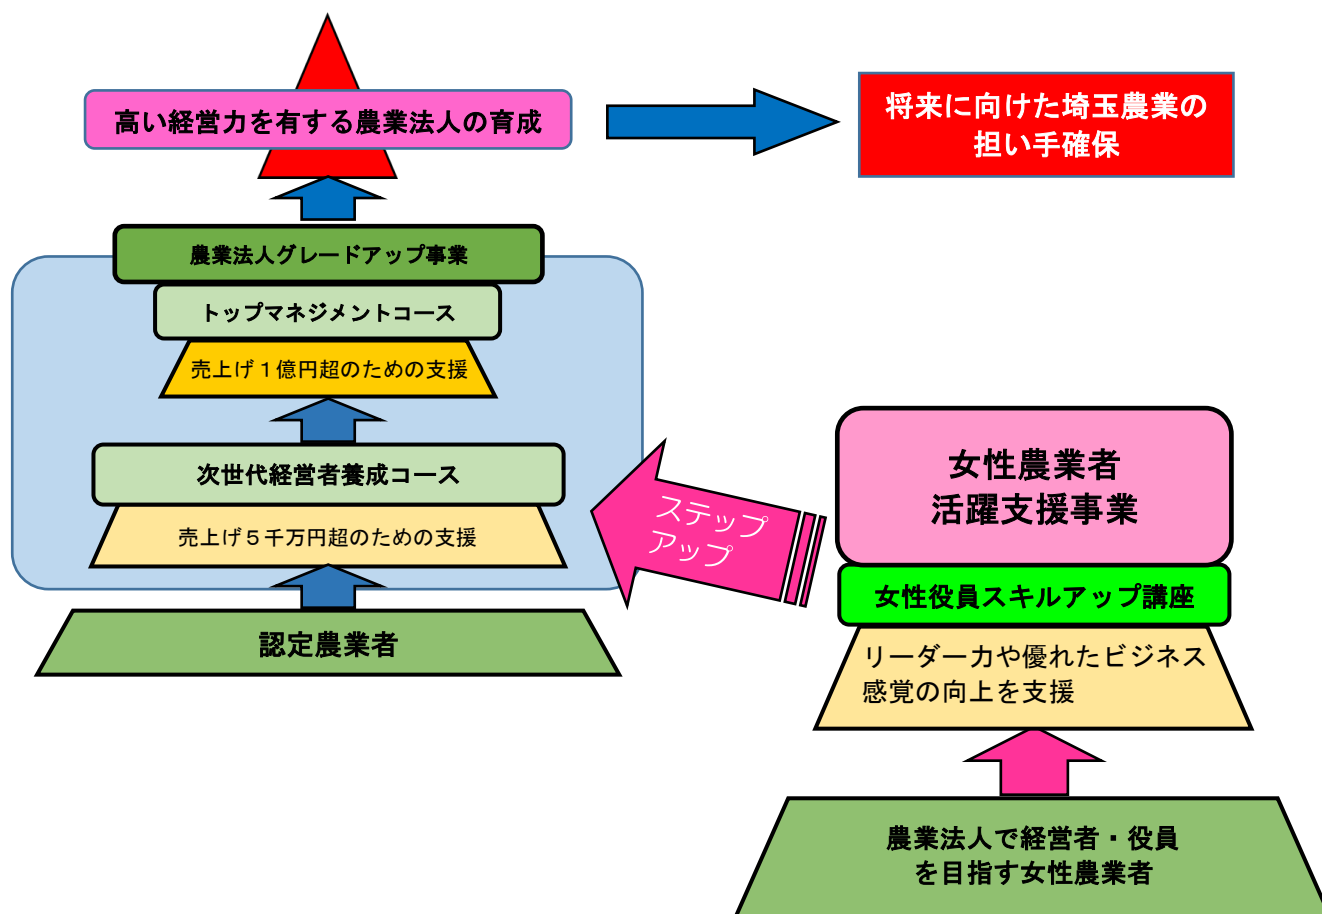 高い経営力を有する農業法人の育成
将来に向けた埼玉農業の
担い手確保
農業法人グレードアップ事業
トップマネジメントコース
売上げ１億円超のための支援
次世代経営者養成コース
売上げ５千万円超のための支援
認定農業者
ステップ
アップ
女性農業者
活躍支援事業
女性役員スキルアップ講座
リーダー力や優れたビジネス
感覚の向上を支援
農業法人で経営者・役員
を目指す女性農業者